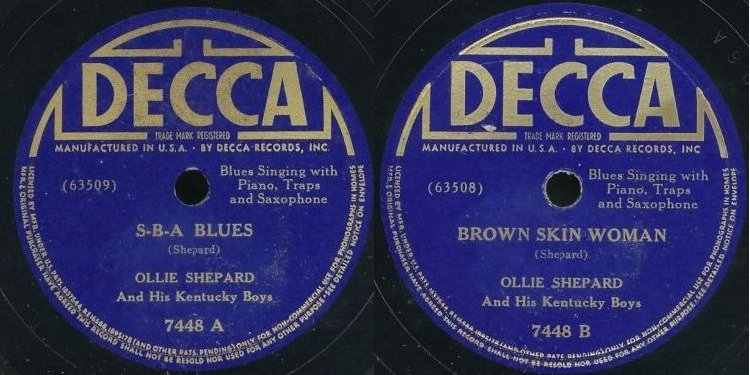 DECCA
TRADE MARK REGISTERED
MANUFACTURED IN U.S.A. · BY DECCA RECORDS, INC
(63509)
Blues Singing with
Piano, Traps
and Saxophone
S-B-A BLUES
(Shepard)
OLLIE SHEPARD
And His Kentucky Boys
7448 A
DECCA
TRADE MARK REGISTERED
MANUFACTURED IN U.S.A. · BY DECCA RECORDS, INC.
(63508)
Blues Singing with
Piano, Traps
and Saxophone
BROWN SKIN WOMAN
(Shepard)
OLLIE SHEPARD
And His Kentucky Boys
7448 B